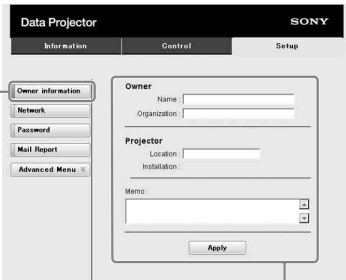 Data Projector SONY
Information Control Setup
Owner information
Network
Password
Mail Report
Advanced Menu
Owner
Name :
Organization :
Projector
Location :
Installation :
Memo :
Apply